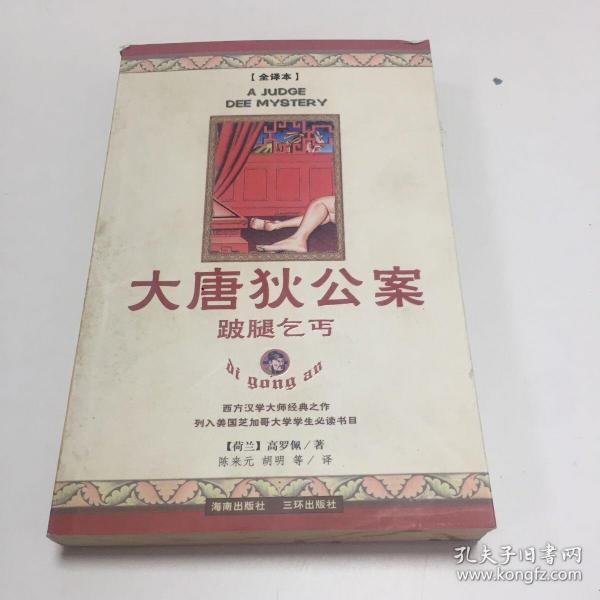 【全译本】
A JUDGE
DEE MYSTERY
大唐狄公案
跛腿乞丐
di gong an
西方汉学大师经典之作
列入美国芝加哥大学学生必读书目
【荷兰】高罗佩/著
陈来元 胡明 等/译
海南出版社 三环出版社
孔夫子旧书网
www.kongfz.com